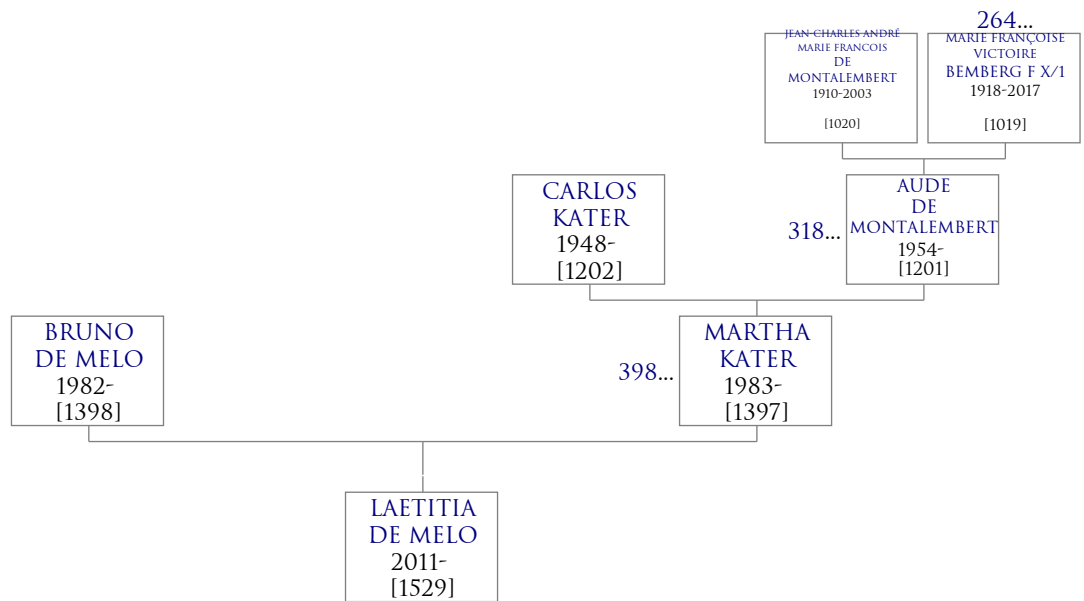 264...
JEAN-CHARLES ANDRÉ
MARIE FRANCOIS
DE
MONTALEMBERT
1910-2003
[1020]
MARIE FRANÇOISE
VICTOIRE
BEMBERG F X/1
1918-2017
[1019]
CARLOS
KATER
1948-
[1202]
318...
AUDE
DE
MONTALEMBERT
1954-
[1201]
BRUNO
DE MELO
1982-
[1398]
398...
MARTHA
KATER
1983-
[1397]
LAETITIA
DE MELO
2011-
[1529]